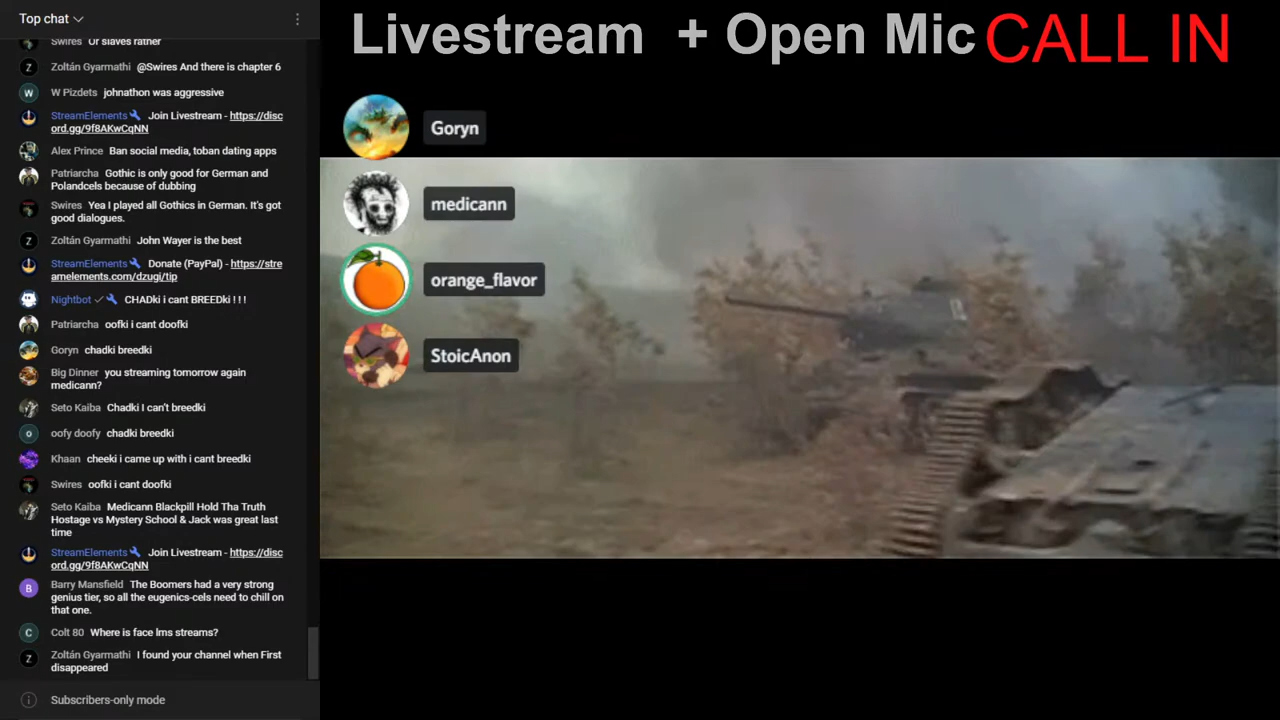 Top chat
Swires Or slaves rather
Z Zoltán Gyarmathi @Swires And there is chapter 6
W W Pizdets johnathon was aggressive
StreamElements Join Livestream - https://disc
ord.gg/9f8AKwCqNN
Alex Prince Ban social media, toban dating apps
Patriarcha Gothic is only good for German and
Polandcels because of dubbing
Swires Yea I played all Gothics in German. It's got
good dialogues.
Z Zoltán Gyarmathi John Wayer is the best
StreamElements Donate (PayPal) - https://stre
amelements.com/dzugi/tip
Nightbot CHADki i cant BREEDki ! ! !
Patriarcha oofki i cant doofki
Goryn chadki breedki
Big Dinner you streaming tomorrow again
medicann?
Seto Kaiba Chadki I can't breedki
o oofy doofy chadki breedki
Khaan cheeki i came up with i cant breedki
Swires oofki i cant doofki
Seto Kaiba Medicann Blackpill Hold Tha Truth
Hostage vs Mystery School & Jack was great last
time
StreamElements Join Livestream - https://disc
ord.gg/9f8AKwCqNN
B Barry Mansfield The Boomers had a very strong
genius tier, so all the eugenics-cels need to chill on
that one.
C Colt 80 Where is face lms streams?
Z Zoltán Gyarmathi I found your channel when First
disappeared
Subscribers-only mode
Livestream + Open Mic CALL IN
Goryn
medicann
orange_flavor
StoicAnon